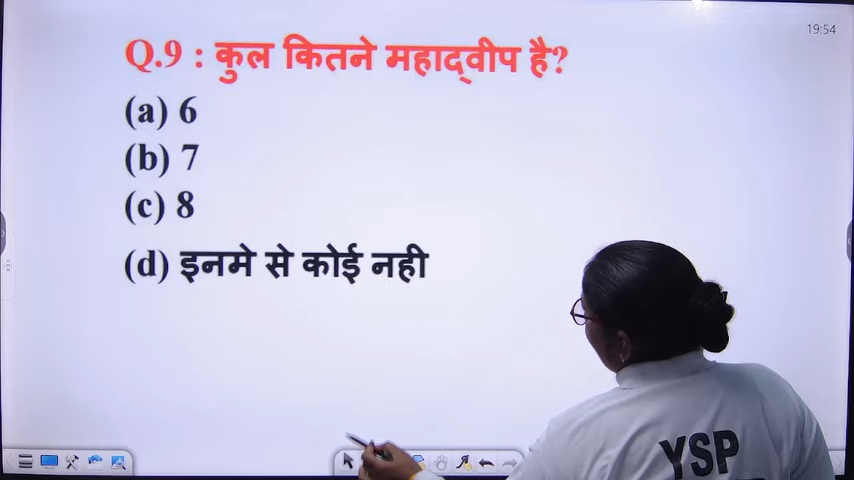 19:54
Q.9 : कुल कितने महाद्वीप है?
(a) 6
(b) 7
(c) 8
(d) इनमे से कोई नही
YSP